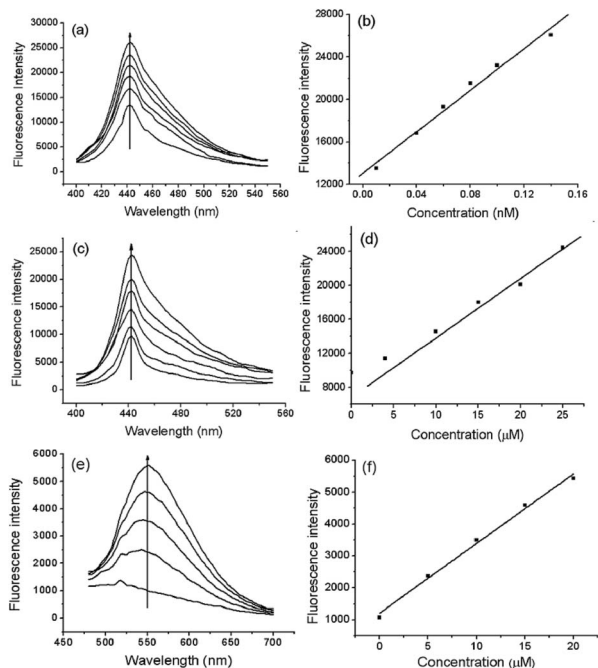 (a)
30000
25000
20000
15000
10000
5000
0
Fluorescence Intensity
400 420 440 460 480 500 520 540 560
Wavelength (nm)
(b)
28000
24000
20000
16000
12000
Fluorescence Intensity
0.00 0.04 0.08 0.12 0.16
Concentration (nM)
(c)
25000
20000
15000
10000
5000
0
Fluorescence intensity
400 440 480 520 560
Wavelength (nm)
(d)
24000
20000
16000
12000
8000
Fluorescence intensity
0 5 10 15 20 25
Concentration (μM)
(e)
6000
5000
4000
3000
2000
1000
0
Fluorescence intensity
450 500 550 600 650 700
Wavelength (nm)
(f)
6000
5000
4000
3000
2000
1000
Fluorescence intensity
0 5 10 15 20
Concentration (μM)